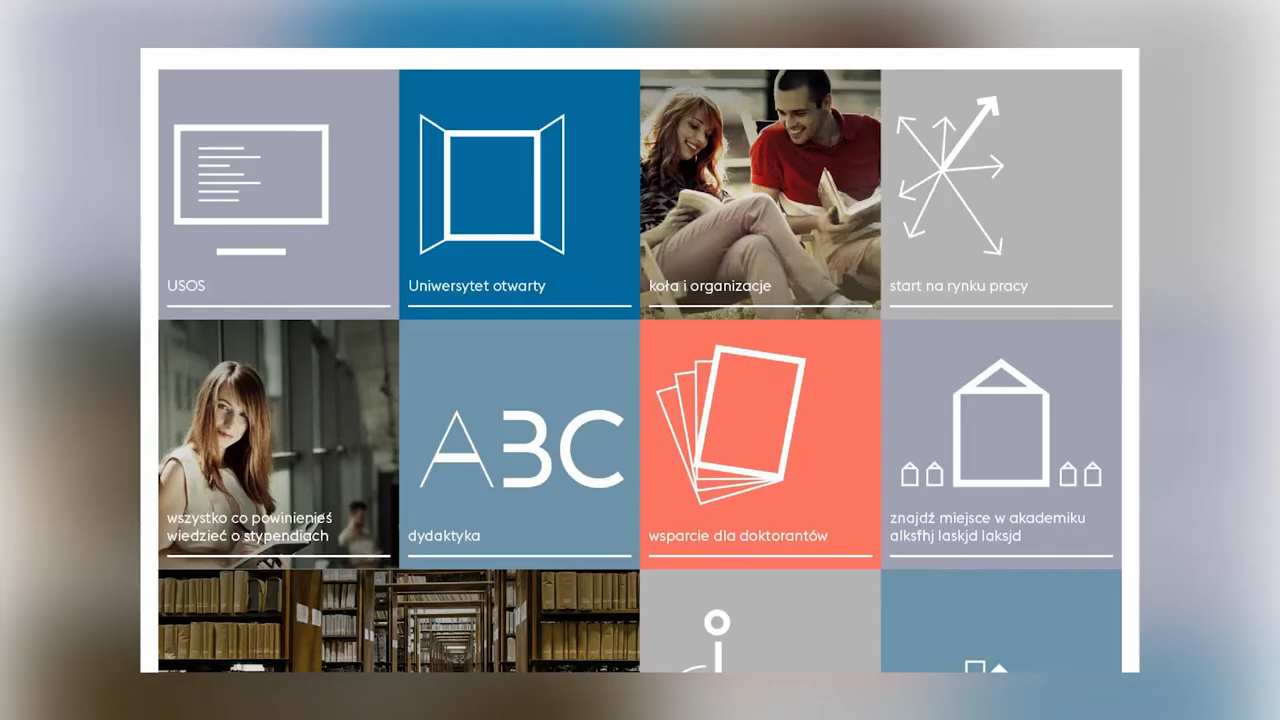 USOS
Uniwersytet otwarty
koła i organizacje
start na rynku pracy
wszystko co powinienieś
wiedzieć o stypendiach
ABC
dydaktyka
wsparcie dla doktorantów
znajdź miejsce w akademiku
alksfhj laskjd laksjd